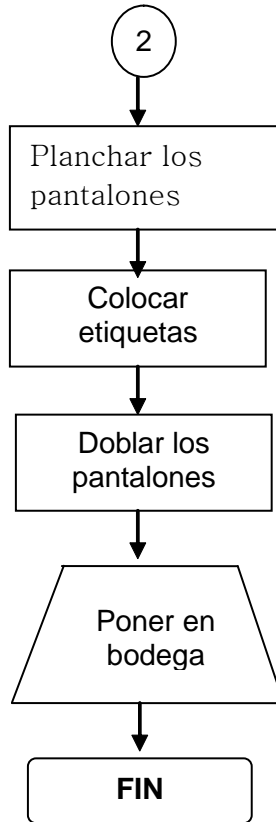 2
Planchar los
pantalones
Colocar
etiquetas
Doblar los
pantalones
Poner en
bodega
FIN